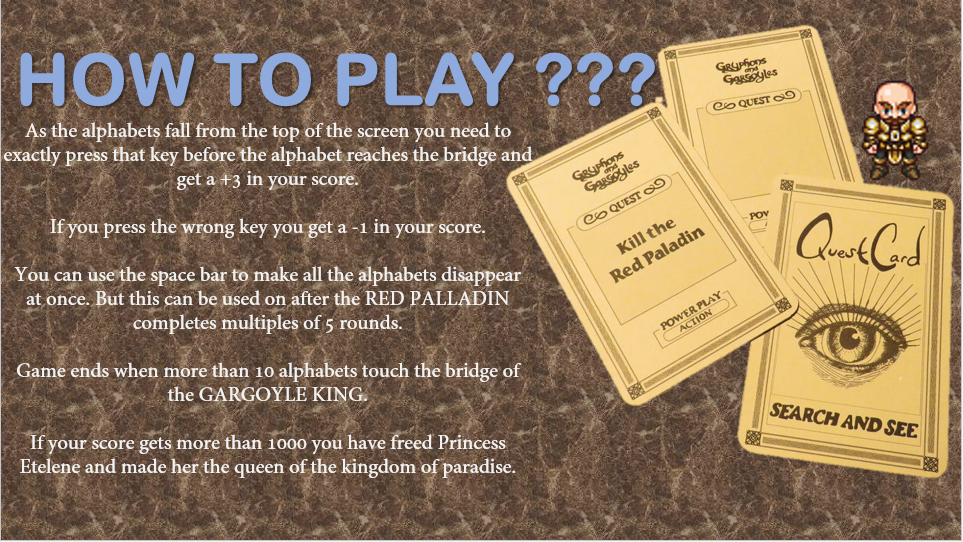 HOW TO PLAY ???
As the alphabets fall from the top of the screen you need to
exactly press that key before the alphabet reaches the bridge and
get a +3 in your score.
If you press the wrong key you get a -1 in your score.
You can use the space bar to make all the alphabets disappear
at once. But this can be used on after the RED PALLADIN
completes multiples of 5 rounds.
Game ends when more than 10 alphabets touch the bridge of
the GARGOYLE KING.
If your score gets more than 1000 you have freed Princess
Etelene and made her the queen of the kingdom of paradise.
Gryphons
and
Gargoyles
QUEST
POW
Gryphons
and
Gargoyles
QUEST
Kill the
Red Paladin
POWER PLAY
ACTION
Quest Card
SEARCH AND SEE